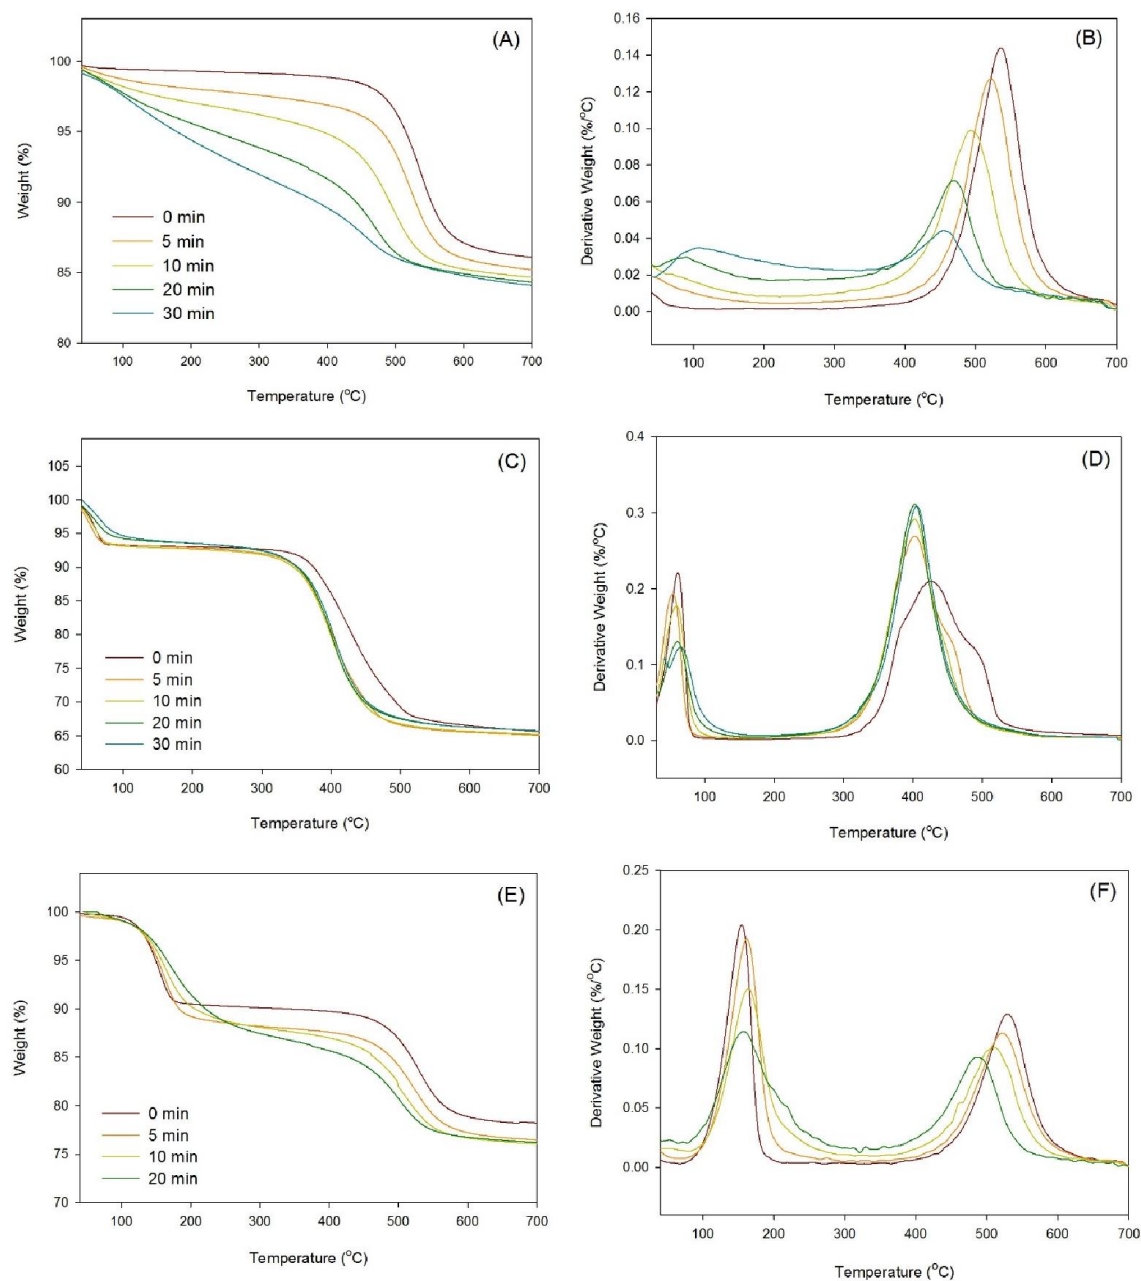 (A)
100
95
90
85
80
Weight (%)
0 min
5 min
10 min
20 min
30 min
100 200 300 400 500 600 700
Temperature (°C)
(B)
0.16
0.14
0.12
0.10
0.08
0.06
0.04
0.02
0.00
Derivative Weight (%/°C)
100 200 300 400 500 600 700
Temperature (°C)
(C)
105
100
95
90
85
80
75
70
65
60
Weight (%)
0 min
5 min
10 min
20 min
30 min
100 200 300 400 500 600 700
Temperature (°C)
(D)
0.4
0.3
0.2
0.1
0.0
Derivative Weight (%/°C)
100 200 300 400 500 600 700
Temperature (°C)
(E)
100
95
90
85
80
75
70
Weight (%)
0 min
5 min
10 min
20 min
100 200 300 400 500 600 700
Temperature (°C)
(F)
0.25
0.20
0.15
0.10
0.05
0.00
Derivative Weight (%/°C)
100 200 300 400 500 600 700
Temperature (°C)